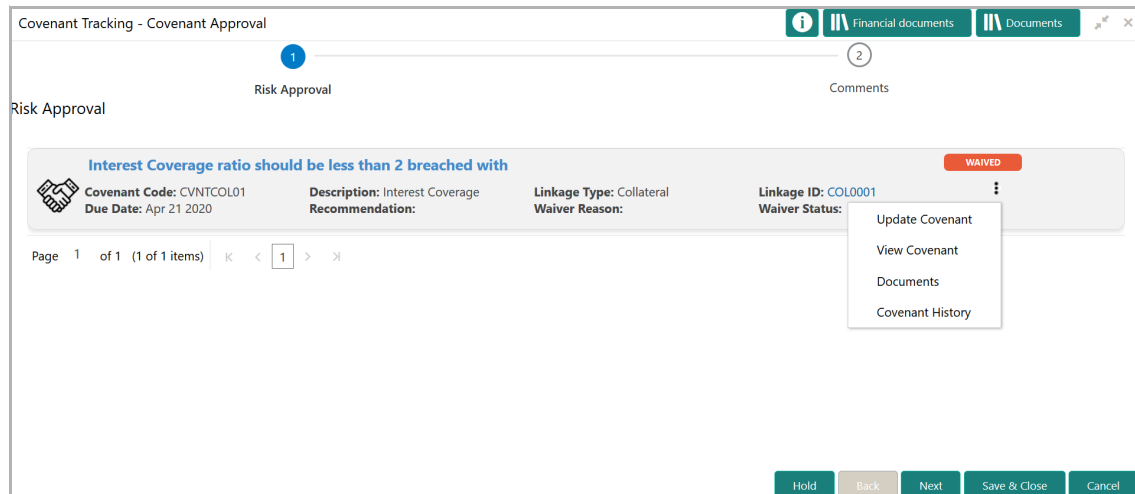 Covenant Tracking - Covenant Approval
i Financial documents Documents
1 2
Risk Approval Comments
Risk Approval
Interest Coverage ratio should be less than 2 breached with WAIVED
Covenant Code: CVNTCOL01 Description: Interest Coverage Linkage Type: Collateral Linkage ID: COL0001
Due Date: Apr 21 2020 Recommendation: Waiver Reason: Waiver Status:
Update Covenant
View Covenant
Documents
Covenant History
Page 1 of 1 (1 of 1 items) 1
Hold Back Next Save & Close Cancel